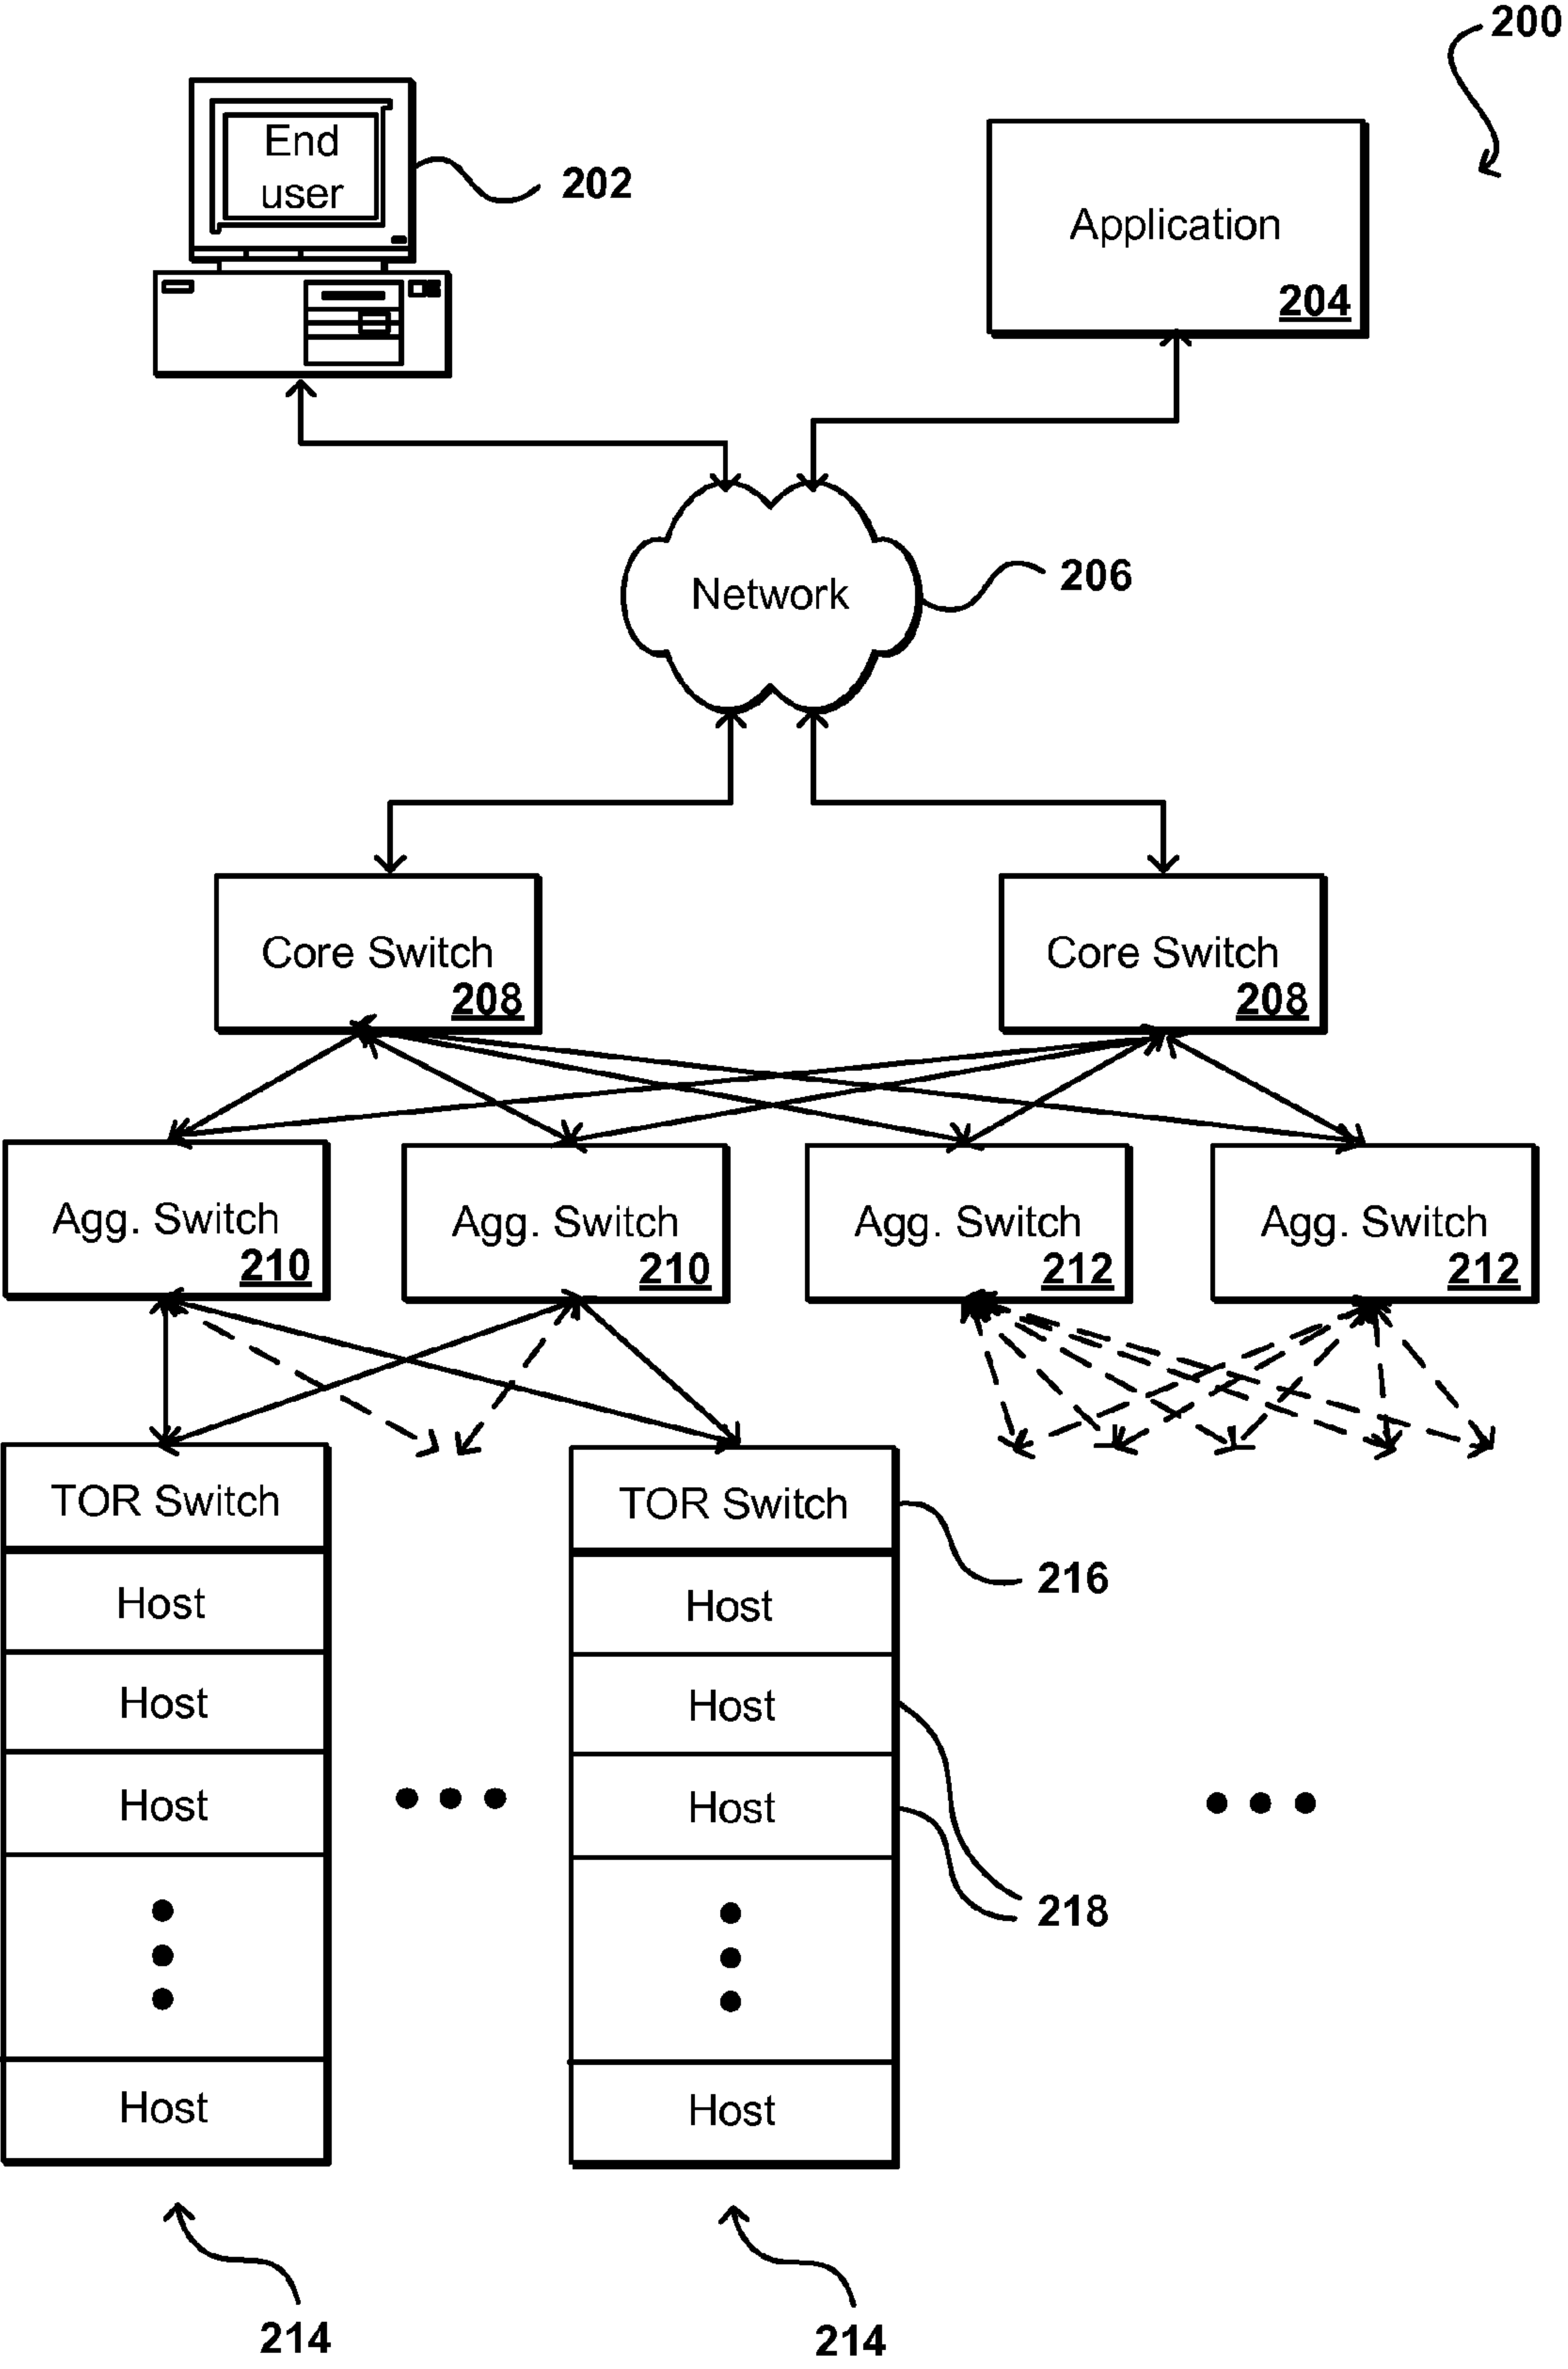 200
End
user
202
Application
204
Network
206
Core Switch
208
Core Switch
208
Agg. Switch
210
Agg. Switch
210
Agg. Switch
212
Agg. Switch
212
TOR Switch
Host
Host
Host
Host
TOR Switch
216
Host
Host
Host
218
Host
214
214